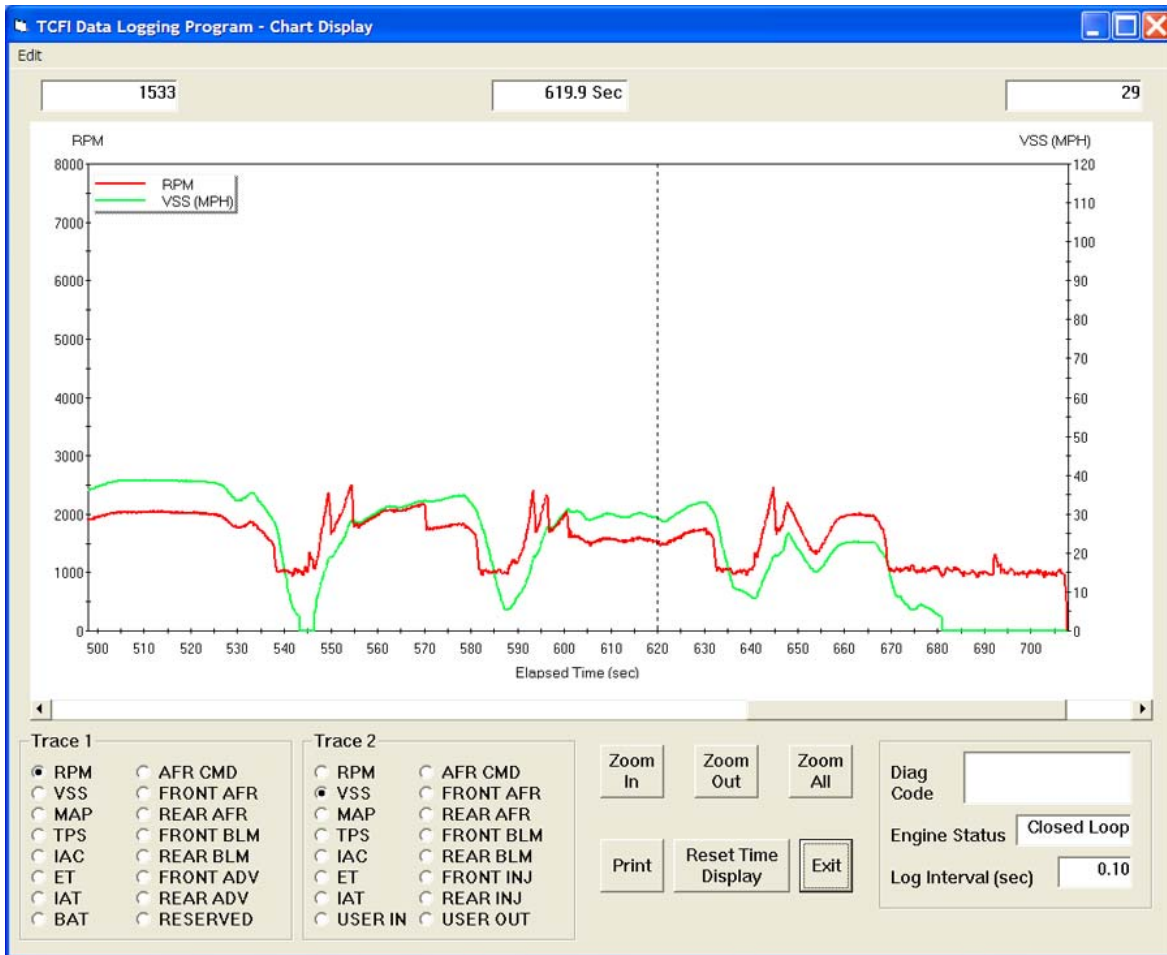 TCFI Data Logging Program - Chart Display
Edit
1533 619.9 Sec 29
RPM VSS (MPH)
RPM
VSS (MPH)
8000
7000
6000
5000
4000
3000
2000
1000
0
120
110
100
90
80
70
60
50
40
30
20
10
0
500 510 520 530 540 550 560 570 580 590 600 610 620 630 640 650 660 670 680 690 700
Elapsed Time (sec)
Trace 1
RPM AFR CMD
VSS FRONT AFR
MAP REAR AFR
TPS FRONT BLM
IAC REAR BLM
ET FRONT ADV
IAT REAR ADV
BAT RESERVED
Trace 2
RPM AFR CMD
VSS FRONT AFR
MAP REAR AFR
TPS FRONT BLM
IAC REAR BLM
ET FRONT INJ
IAT REAR INJ
USER IN USER OUT
Zoom In
Zoom Out
Zoom All
Print
Reset Time Display
Exit
Diag Code
Engine Status Closed Loop
Log Interval (sec) 0.10